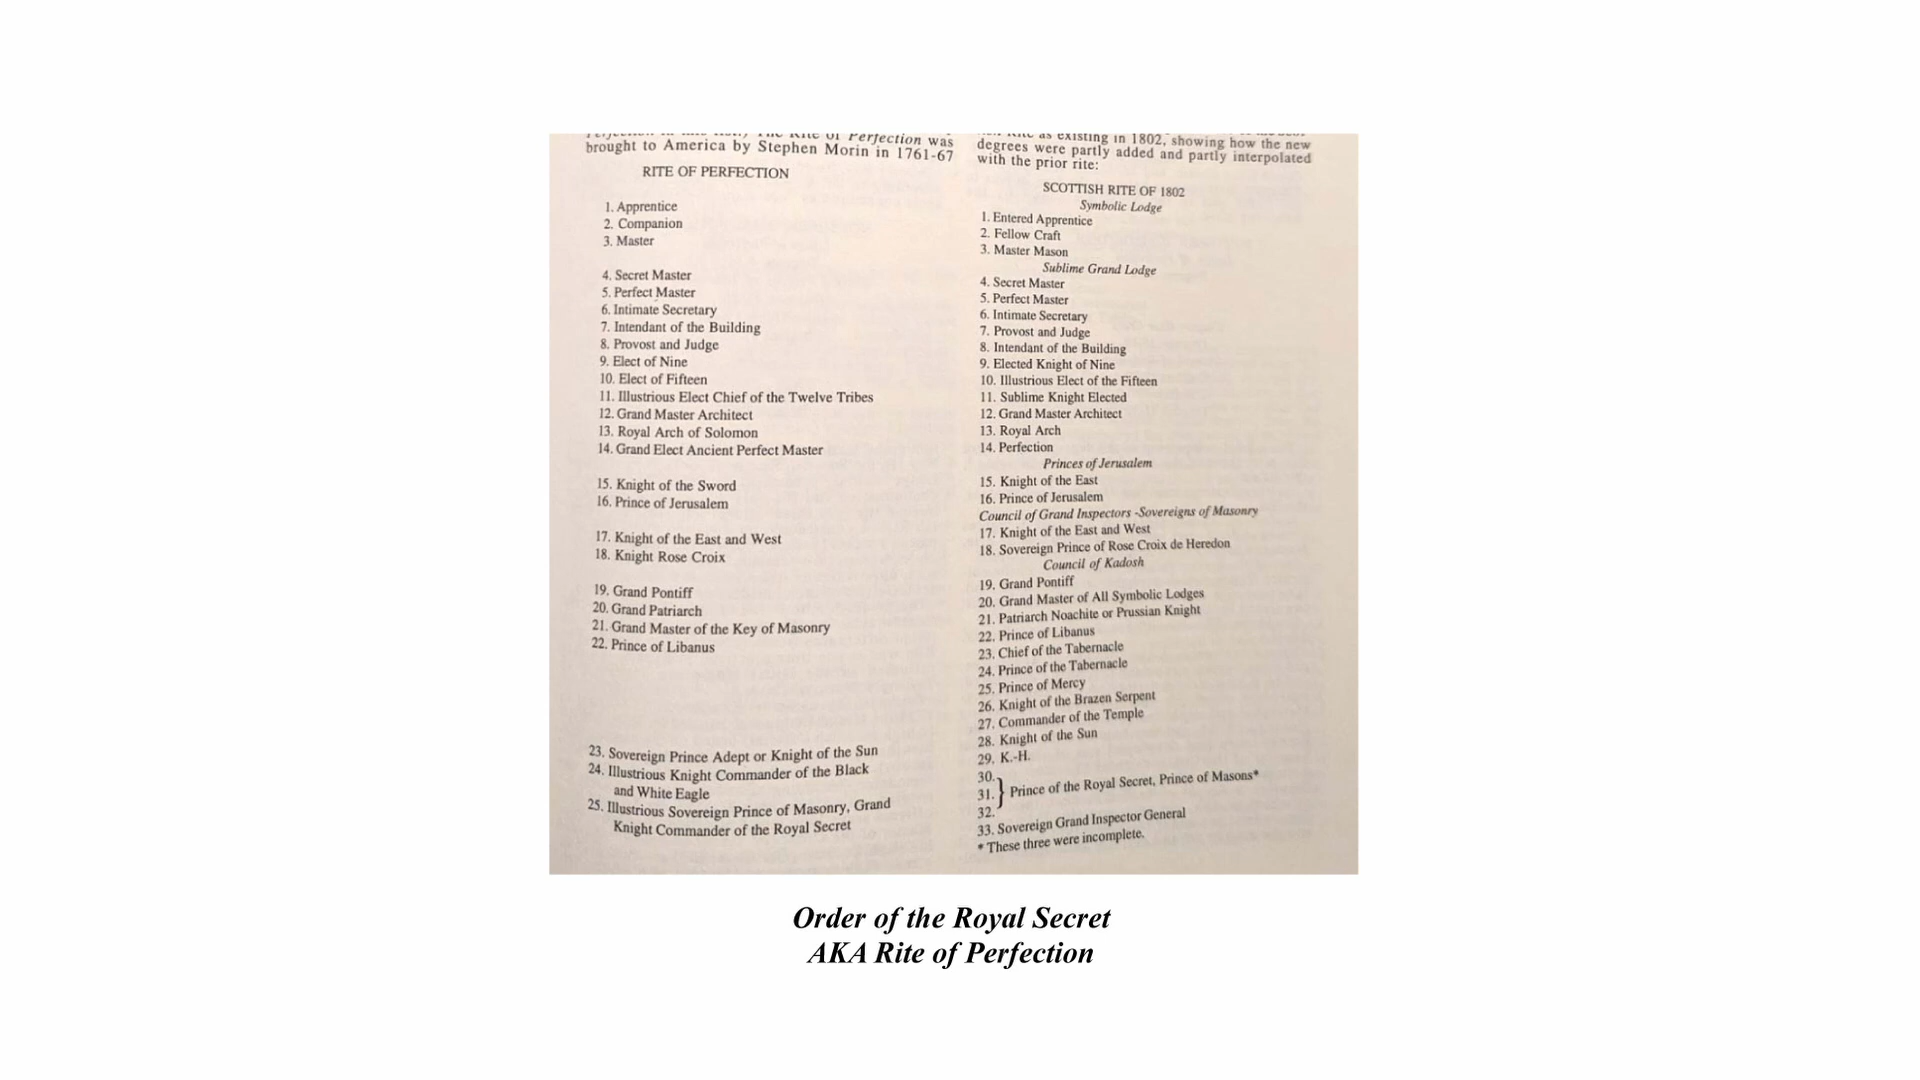 Perfection was
brought to America by Stephen Morin in 1761-67
RITE OF PERFECTION
1. Apprentice
2. Companion
3. Master
4. Secret Master
5. Perfect Master
6. Intimate Secretary
7. Intendant of the Building
8. Provost and Judge
9. Elect of Nine
10. Elect of Fifteen
11. Illustrious Elect Chief of the Twelve Tribes
12. Grand Master Architect
13. Royal Arch of Solomon
14. Grand Elect Ancient Perfect Master
15. Knight of the Sword
16. Prince of Jerusalem
17. Knight of the East and West
18. Knight Rose Croix
19. Grand Pontiff
20. Grand Patriarch
21. Grand Master of the Key of Masonry
22. Prince of Libanus
23. Sovereign Prince Adept or Knight of the Sun
24. Illustrious Knight Commander of the Black
and White Eagle
25. Illustrious Sovereign Prince of Masonry, Grand
Knight Commander of the Royal Secret
as existing in 1802, showing how the new
degrees were partly added and partly interpolated
with the prior rite:
SCOTTISH RITE OF 1802
Symbolic Lodge
1. Entered Apprentice
2. Fellow Craft
3. Master Mason
Sublime Grand Lodge
4. Secret Master
5. Perfect Master
6. Intimate Secretary
7. Provost and Judge
8. Intendant of the Building
9. Elected Knight of Nine
10. Illustrious Elect of the Fifteen
11. Sublime Knight Elected
12. Grand Master Architect
13. Royal Arch
14. Perfection
Princes of Jerusalem
15. Knight of the East
16. Prince of Jerusalem
Council of Grand Inspectors -Sovereigns of Masonry
17. Knight of the East and West
18. Sovereign Prince of Rose Croix de Heredon
Council of Kadosh
19. Grand Pontiff
20. Grand Master of All Symbolic Lodges
21. Patriarch Noachite or Prussian Knight
22. Prince of Libanus
23. Chief of the Tabernacle
24. Prince of the Tabernacle
25. Prince of Mercy
26. Knight of the Brazen Serpent
27. Commander of the Temple
28. Knight of the Sun
29. K.-H.
30.
31. } Prince of the Royal Secret, Prince of Masons*
32.
33. Sovereign Grand Inspector General
* These three were incomplete.
Order of the Royal Secret
AKA Rite of Perfection